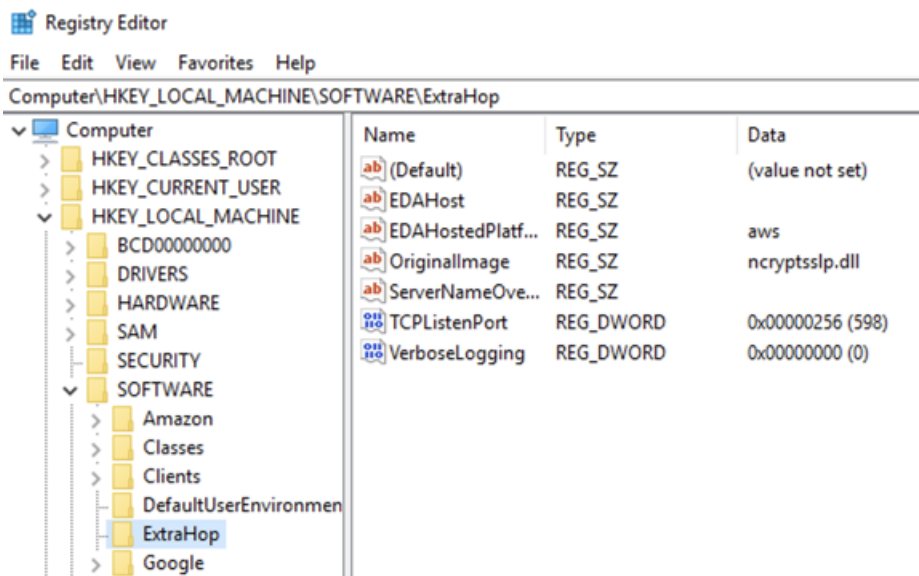 Registry Editor
File Edit View Favorites Help
Computer\HKEY_LOCAL_MACHINE\SOFTWARE\ExtraHop
Computer
HKEY_CLASSES_ROOT
HKEY_CURRENT_USER
HKEY_LOCAL_MACHINE
BCD00000000
DRIVERS
HARDWARE
SAM
SECURITY
SOFTWARE
Amazon
Classes
Clients
DefaultUserEnvironmen
ExtraHop
Google
Name Type Data
(Default) REG_SZ (value not set)
EDAHost REG_SZ
EDAHostedPlatf... REG_SZ aws
OriginalImage REG_SZ ncryptsslp.dll
ServerNameOve... REG_SZ
TCPListenPort REG_DWORD 0x00000256 (598)
VerboseLogging REG_DWORD 0x00000000 (0)